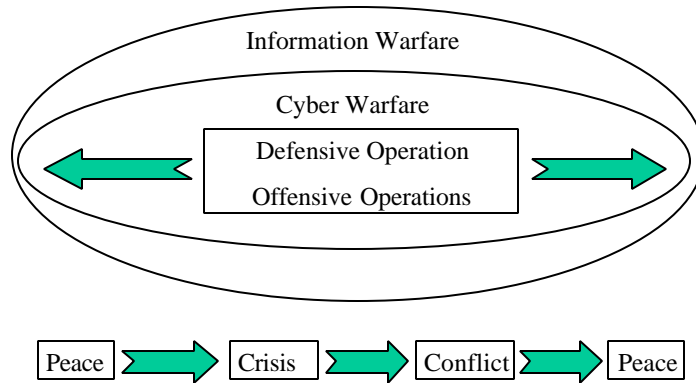 Information Warfare
Cyber Warfare
Defensive Operation
Offensive Operations
Peace Crisis Conflict Peace